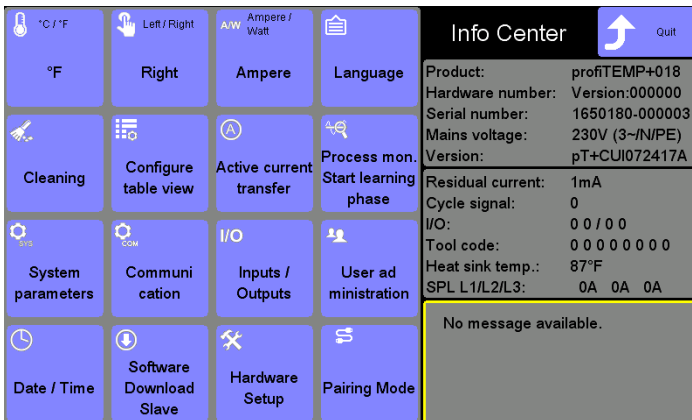 °C / °F
°F
Left / Right
Right
A/W Ampere / Watt
Ampere
Language
Cleaning
Configure
table view
A
Active current
transfer
Process mon.
Start learning
phase
SYS
System
parameters
COM
Communi
cation
I/O
Inputs /
Outputs
User ad
ministration
Date / Time
Software
Download
Slave
Hardware
Setup
Pairing Mode
Info Center
Quit
Product: profiTEMP+018
Hardware number: Version:000000
Serial number: 1650180-000003
Mains voltage: 230V (3~/N/PE)
Version: pT+CUI072417A
Residual current: 1mA
Cycle signal: 0
I/O: 0 0 / 0 0
Tool code: 0 0 0 0 0 0 0 0
Heat sink temp.: 87°F
SPL L1/L2/L3: 0A 0A 0A
No message available.